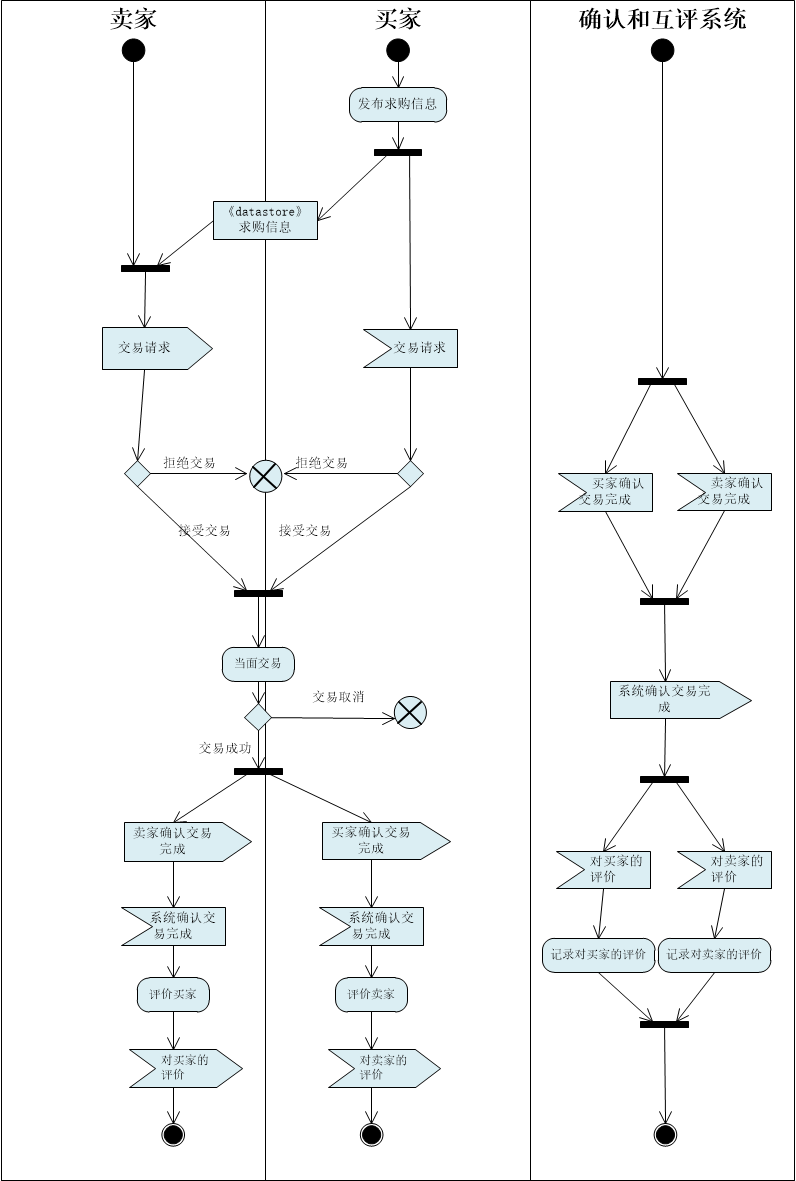 卖家
买家
确认和互评系统
发布求购信息
《datastore》
求购信息
交易请求
交易请求
拒绝交易
拒绝交易
接受交易
接受交易
买家确认
交易完成
卖家确认
交易完成
当面交易
交易取消
交易成功
系统确认交易完
成
卖家确认交易
完成
买家确认交易
完成
对买家的
评价
对卖家的
评价
系统确认交
易完成
系统确认交
易完成
记录对买家的评价
记录对卖家的评价
评价买家
评价卖家
对买家的
评价
对卖家的
评价